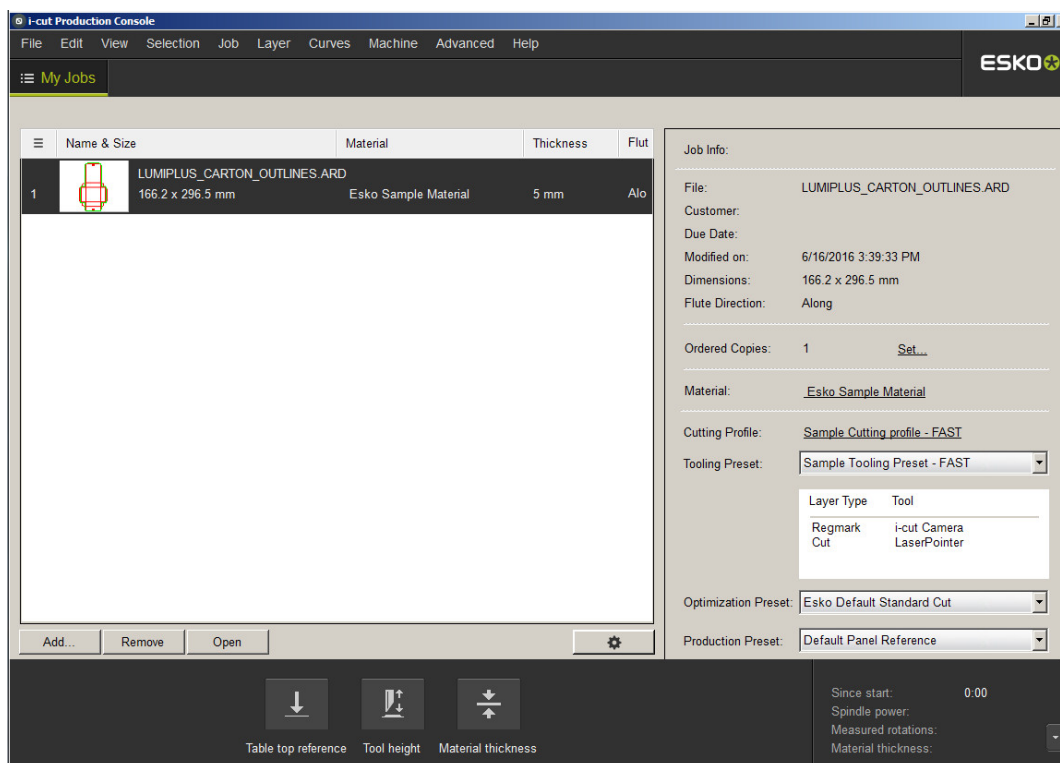 i-cut Production Console
File Edit View Selection Job Layer Curves Machine Advanced Help
ESKO
My Jobs
Name & Size Material Thickness Flut
LUMIPLUS_CARTON_OUTLINES.ARD
1 166.2 x 296.5 mm Esko Sample Material 5 mm Alo
Add... Remove Open
Job Info:
File: LUMIPLUS_CARTON_OUTLINES.ARD
Customer:
Due Date:
Modified on: 6/16/2016 3:39:33 PM
Dimensions: 166.2 x 296.5 mm
Flute Direction: Along
Ordered Copies: 1 Set...
Material: Esko Sample Material
Cutting Profile: Sample Cutting profile - FAST
Tooling Preset: Sample Tooling Preset - FAST
Layer Type Tool
Regmark i-cut Camera
Cut LaserPointer
Optimization Preset: Esko Default Standard Cut
Production Preset: Default Panel Reference
Table top reference Tool height Material thickness
Since start: 0:00
Spindle power:
Measured rotations:
Material thickness: